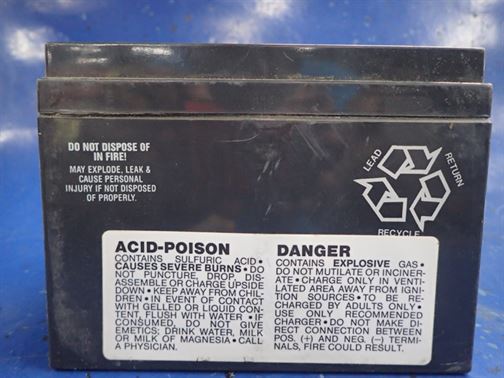 DO NOT DISPOSE OF
IN FIRE!
MAY EXPLODE, LEAK &
CAUSE PERSONAL
INJURY IF NOT DISPOSED
OF PROPERLY.
LEAD
RETURN
RECYCLE
ACID-POISON
CONTAINS SULFURIC ACID •
CAUSES SEVERE BURNS • DO
NOT PUNCTURE, DROP, DIS-
ASSEMBLE OR CHARGE UPSIDE
DOWN • KEEP AWAY FROM CHIL-
DREN • IN EVENT OF CONTACT
WITH GELLED OR LIQUID CON-
TENT, FLUSH WITH WATER • IF
CONSUMED, DO NOT GIVE
EMETICS; DRINK WATER, MILK
OR MILK OF MAGNESIA • CALL
A PHYSICIAN.
DANGER
CONTAINS EXPLOSIVE GAS •
DO NOT MUTILATE OR INCINER-
ATE • CHARGE ONLY IN VENTI-
LATED AREA AWAY FROM IGNI-
TION SOURCES • TO BE RE-
CHARGED BY ADULTS ONLY •
USE ONLY RECOMMENDED
CHARGER • DO NOT MAKE DI-
RECT CONNECTION BETWEEN
POS. (+) AND NEG. (−) TERMI-
NALS, FIRE COULD RESULT.